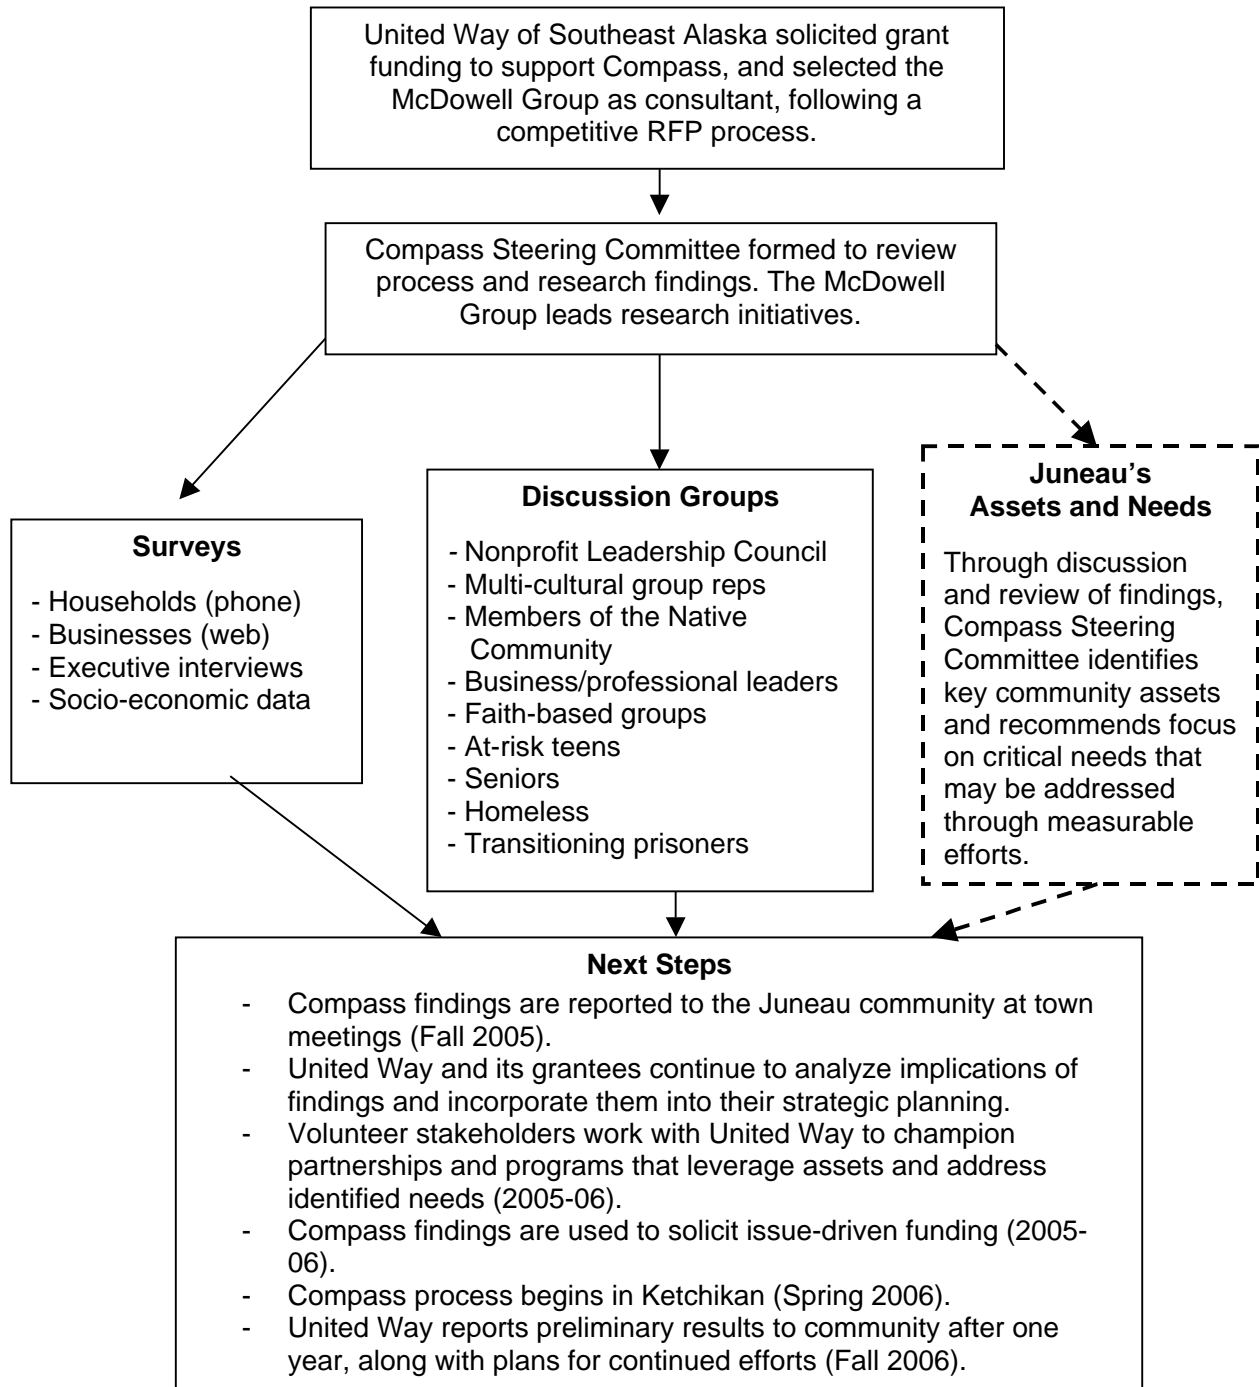 United Way of Southeast Alaska solicited grant
funding to support Compass, and selected the
McDowell Group as consultant, following a
competitive RFP process.
Compass Steering Committee formed to review
process and research findings. The McDowell
Group leads research initiatives.
Surveys
- Households (phone)
- Businesses (web)
- Executive interviews
- Socio-economic data
Discussion Groups
- Nonprofit Leadership Council
- Multi-cultural group reps
- Members of the Native
Community
- Business/professional leaders
- Faith-based groups
- At-risk teens
- Seniors
- Homeless
- Transitioning prisoners
Juneau’s
Assets and Needs
Through discussion
and review of findings,
Compass Steering
Committee identifies
key community assets
and recommends focus
on critical needs that
may be addressed
through measurable
efforts.
Next Steps
- Compass findings are reported to the Juneau community at town
meetings (Fall 2005).
- United Way and its grantees continue to analyze implications of
findings and incorporate them into their strategic planning.
- Volunteer stakeholders work with United Way to champion
partnerships and programs that leverage assets and address
identified needs (2005-06).
- Compass findings are used to solicit issue-driven funding (2005-
06).
- Compass process begins in Ketchikan (Spring 2006).
- United Way reports preliminary results to community after one
year, along with plans for continued efforts (Fall 2006).